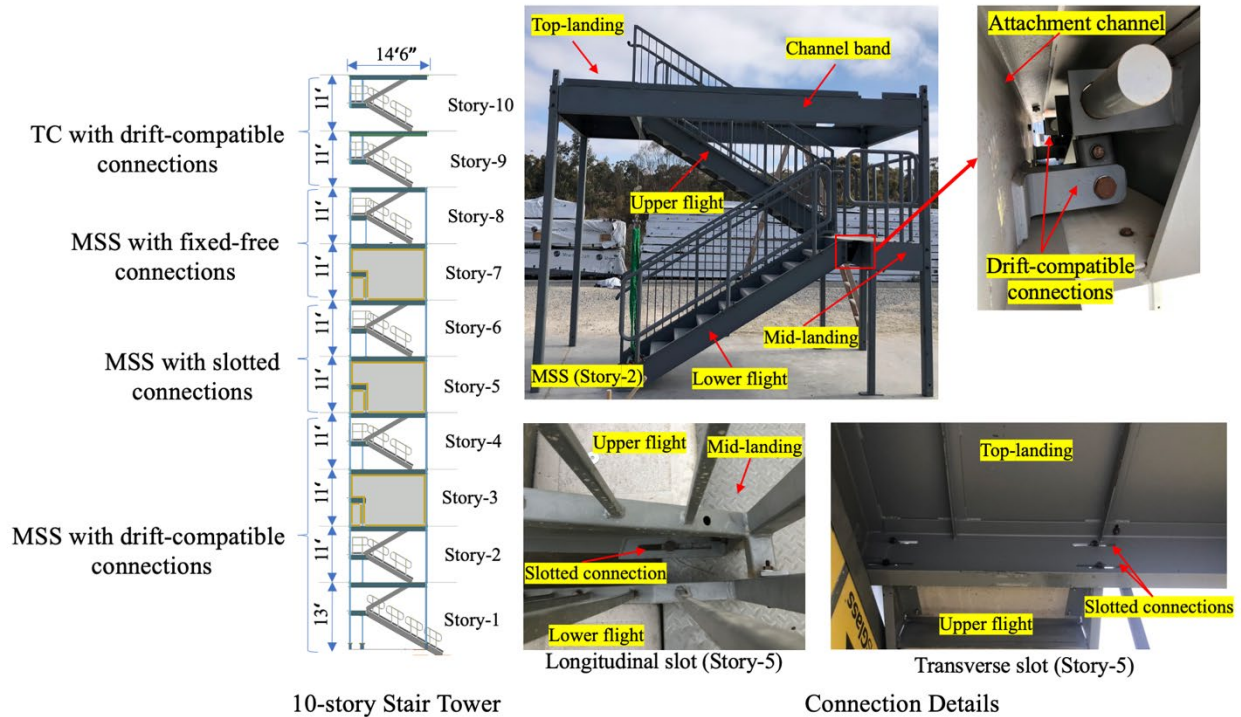 14‘6”
11‘
Story-10
TC with drift-compatible
connections
11‘
Story-9
11‘
Story-8
MSS with fixed-free
connections
11‘
Story-7
11‘
Story-6
MSS with slotted
connections
11‘
Story-5
11‘
Story-4
11‘
Story-3
MSS with drift-compatible
connections
11‘
Story-2
13‘
Story-1
10-story Stair Tower
Top-landing
Channel band
Upper flight
Mid-landing
MSS (Story-2)
Lower flight
Attachment channel
Drift-compatible
connections
Upper flight
Mid-landing
Slotted connection
Lower flight
Longitudinal slot (Story-5)
Top-landing
Slotted connections
Upper flight
Transverse slot (Story-5)
Connection Details